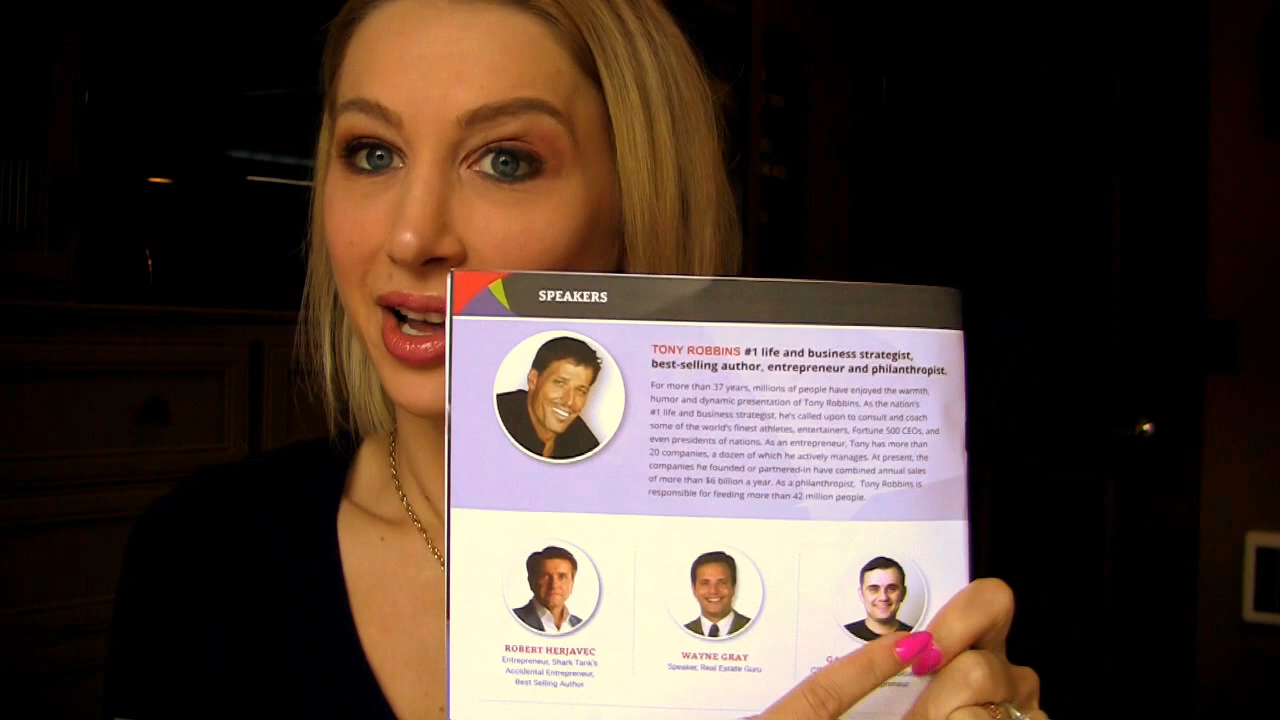 SPEAKERS
TONY ROBBINS #1 life and business strategist,
best-selling author, entrepreneur and philanthropist.
For more than 37 years, millions of people have enjoyed the warmth,
humor and dynamic presentation of Tony Robbins. As the nation's
#1 life and business strategist, he's called upon to consult and coach
some of the world's finest athletes, entertainers, Fortune 500 CEOs, and
even presidents of nations. As an entrepreneur, Tony has more than
20 companies, a dozen of which he actively manages. At present, the
companies he founded or partnered-in have combined annual sales
of more than $6 billion a year. As a philanthropist, Tony Robbins is
responsible for feeding more than 42 million people.
ROBERT HERJAVEC
Entrepreneur, Shark Tank's
Accidental Entrepreneur,
Best Selling Author
WAYNE GRAY
Speaker, Real Estate Guru